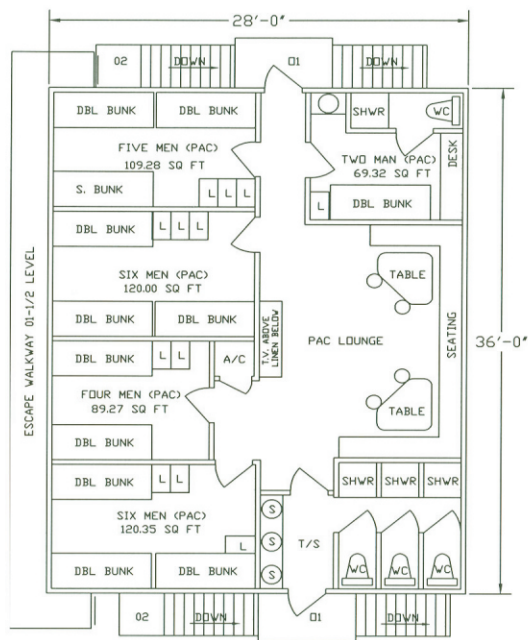 28'-0"
02
DOWN
01
DOWN
DBL BUNK
DBL BUNK
SHWR
WC
FIVE MEN (PAC)
109.28 SQ FT
TWO MAN (PAC)
69.32 SQ FT
DESK
S. BUNK
L
L
L
L
DBL BUNK
DBL BUNK
L
L
L
SIX MEN (PAC)
120.00 SQ FT
TABLE
DBL BUNK
DBL BUNK
T.V. ABOVE
LINEN BELOW
PAC LOUNGE
SEATING
36'-0"
ESCAPE WALKWAY 01-1/2 LEVEL
DBL BUNK
L
L
A/C
FOUR MEN (PAC)
89.27 SQ FT
TABLE
DBL BUNK
DBL BUNK
L
L
SHWR
SHWR
SHWR
SIX MEN (PAC)
120.35 SQ FT
S
L
S
T/S
DBL BUNK
DBL BUNK
S
WC
WC
WC
02
DOWN
01
DOWN